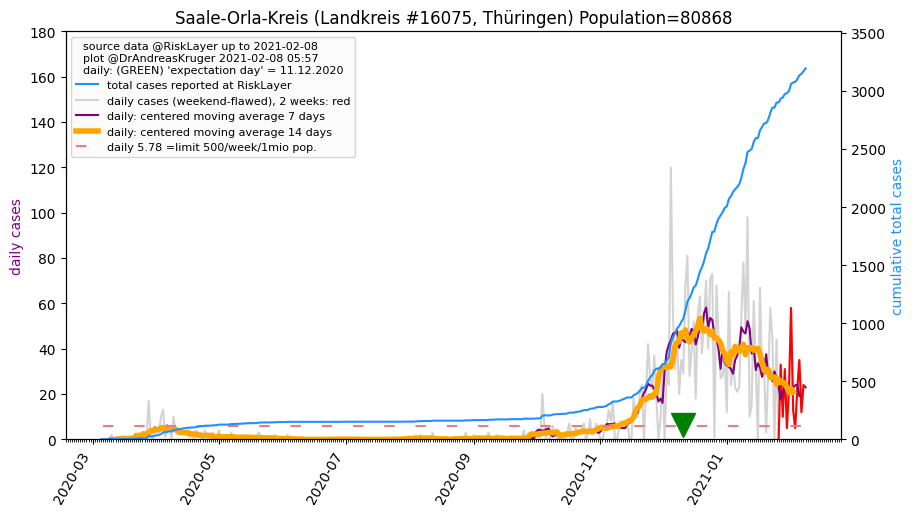 Saale-Orla-Kreis (Landkreis #16075, Thüringen) Population=80868
source data @RiskLayer up to 2021-02-08
plot @DrAndreasKruger 2021-02-08 05:57
daily: (GREEN) 'expectation day' = 11.12.2020
total cases reported at RiskLayer
daily cases (weekend-flawed), 2 weeks: red
daily: centered moving average 7 days
daily: centered moving average 14 days
daily 5.78 =limit 500/week/1mio pop.
daily cases
180
160
140
120
100
80
60
40
20
0
3500
3000
2500
2000
1500
1000
500
0
cumulative total cases
2020-03
2020-05
2020-07
2020-09
2020-11
2021-01